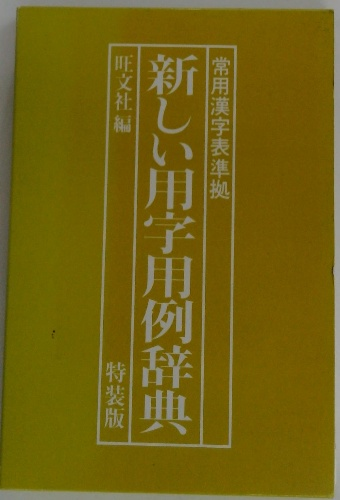 常用漢字表準拠
新しい用字用例辞典
旺文社編
特装版